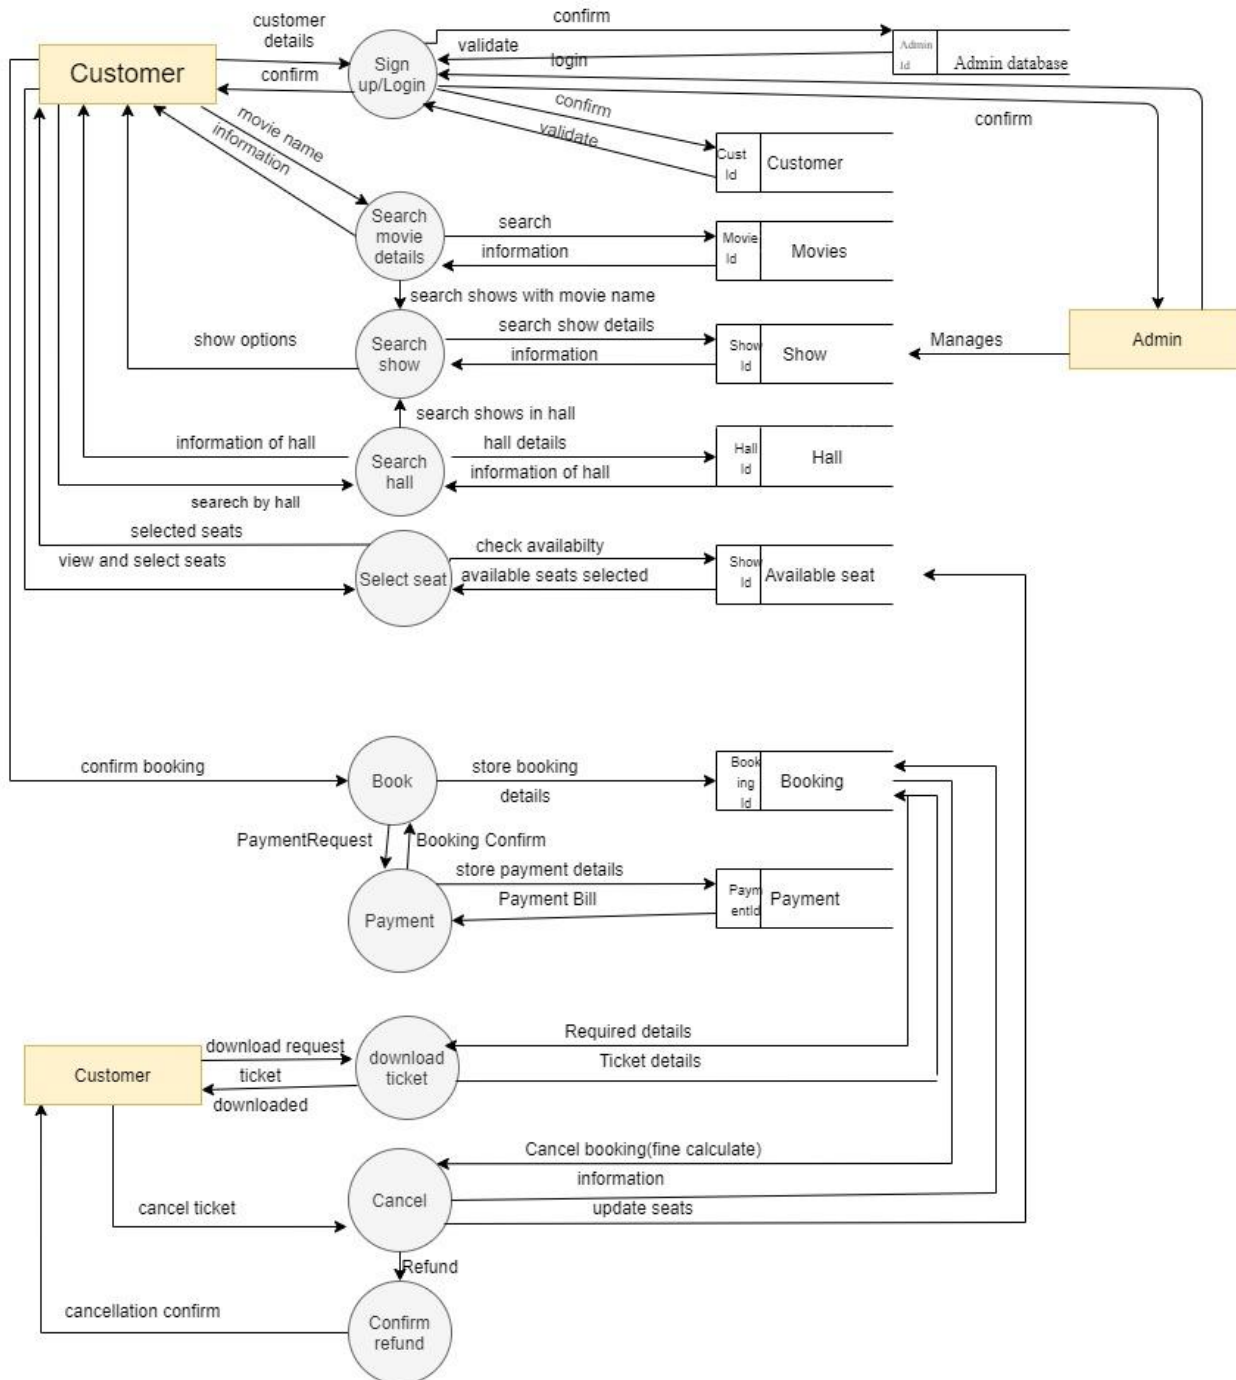 customer
details
confirm
Customer
Sign
up/Login
validate
login
Admin
Id
Admin database
confirm
confirm
validate
confirm
movie name
information
Cust
Id
Customer
Search
movie
details
search
information
Movie
Id
Movies
search shows with movie name
show options
Search
show
search show details
information
Show
Id
Show
Manages
Admin
search shows in hall
information of hall
Search
hall
hall details
information of hall
Hall
Id
Hall
searech by hall
selected seats
view and select seats
Select seat
check availabilty
available seats selected
Show
Id
Available seat
confirm booking
Book
store booking
details
Book
ing
Id
Booking
PaymentRequest
Booking Confirm
store payment details
Payment Bill
Payment
Paym
entId
Payment
Customer
download request
ticket
downloaded
download
ticket
Required details
Ticket details
Cancel booking(fine calculate)
information
update seats
cancel ticket
Cancel
Refund
cancellation confirm
Confirm
refund